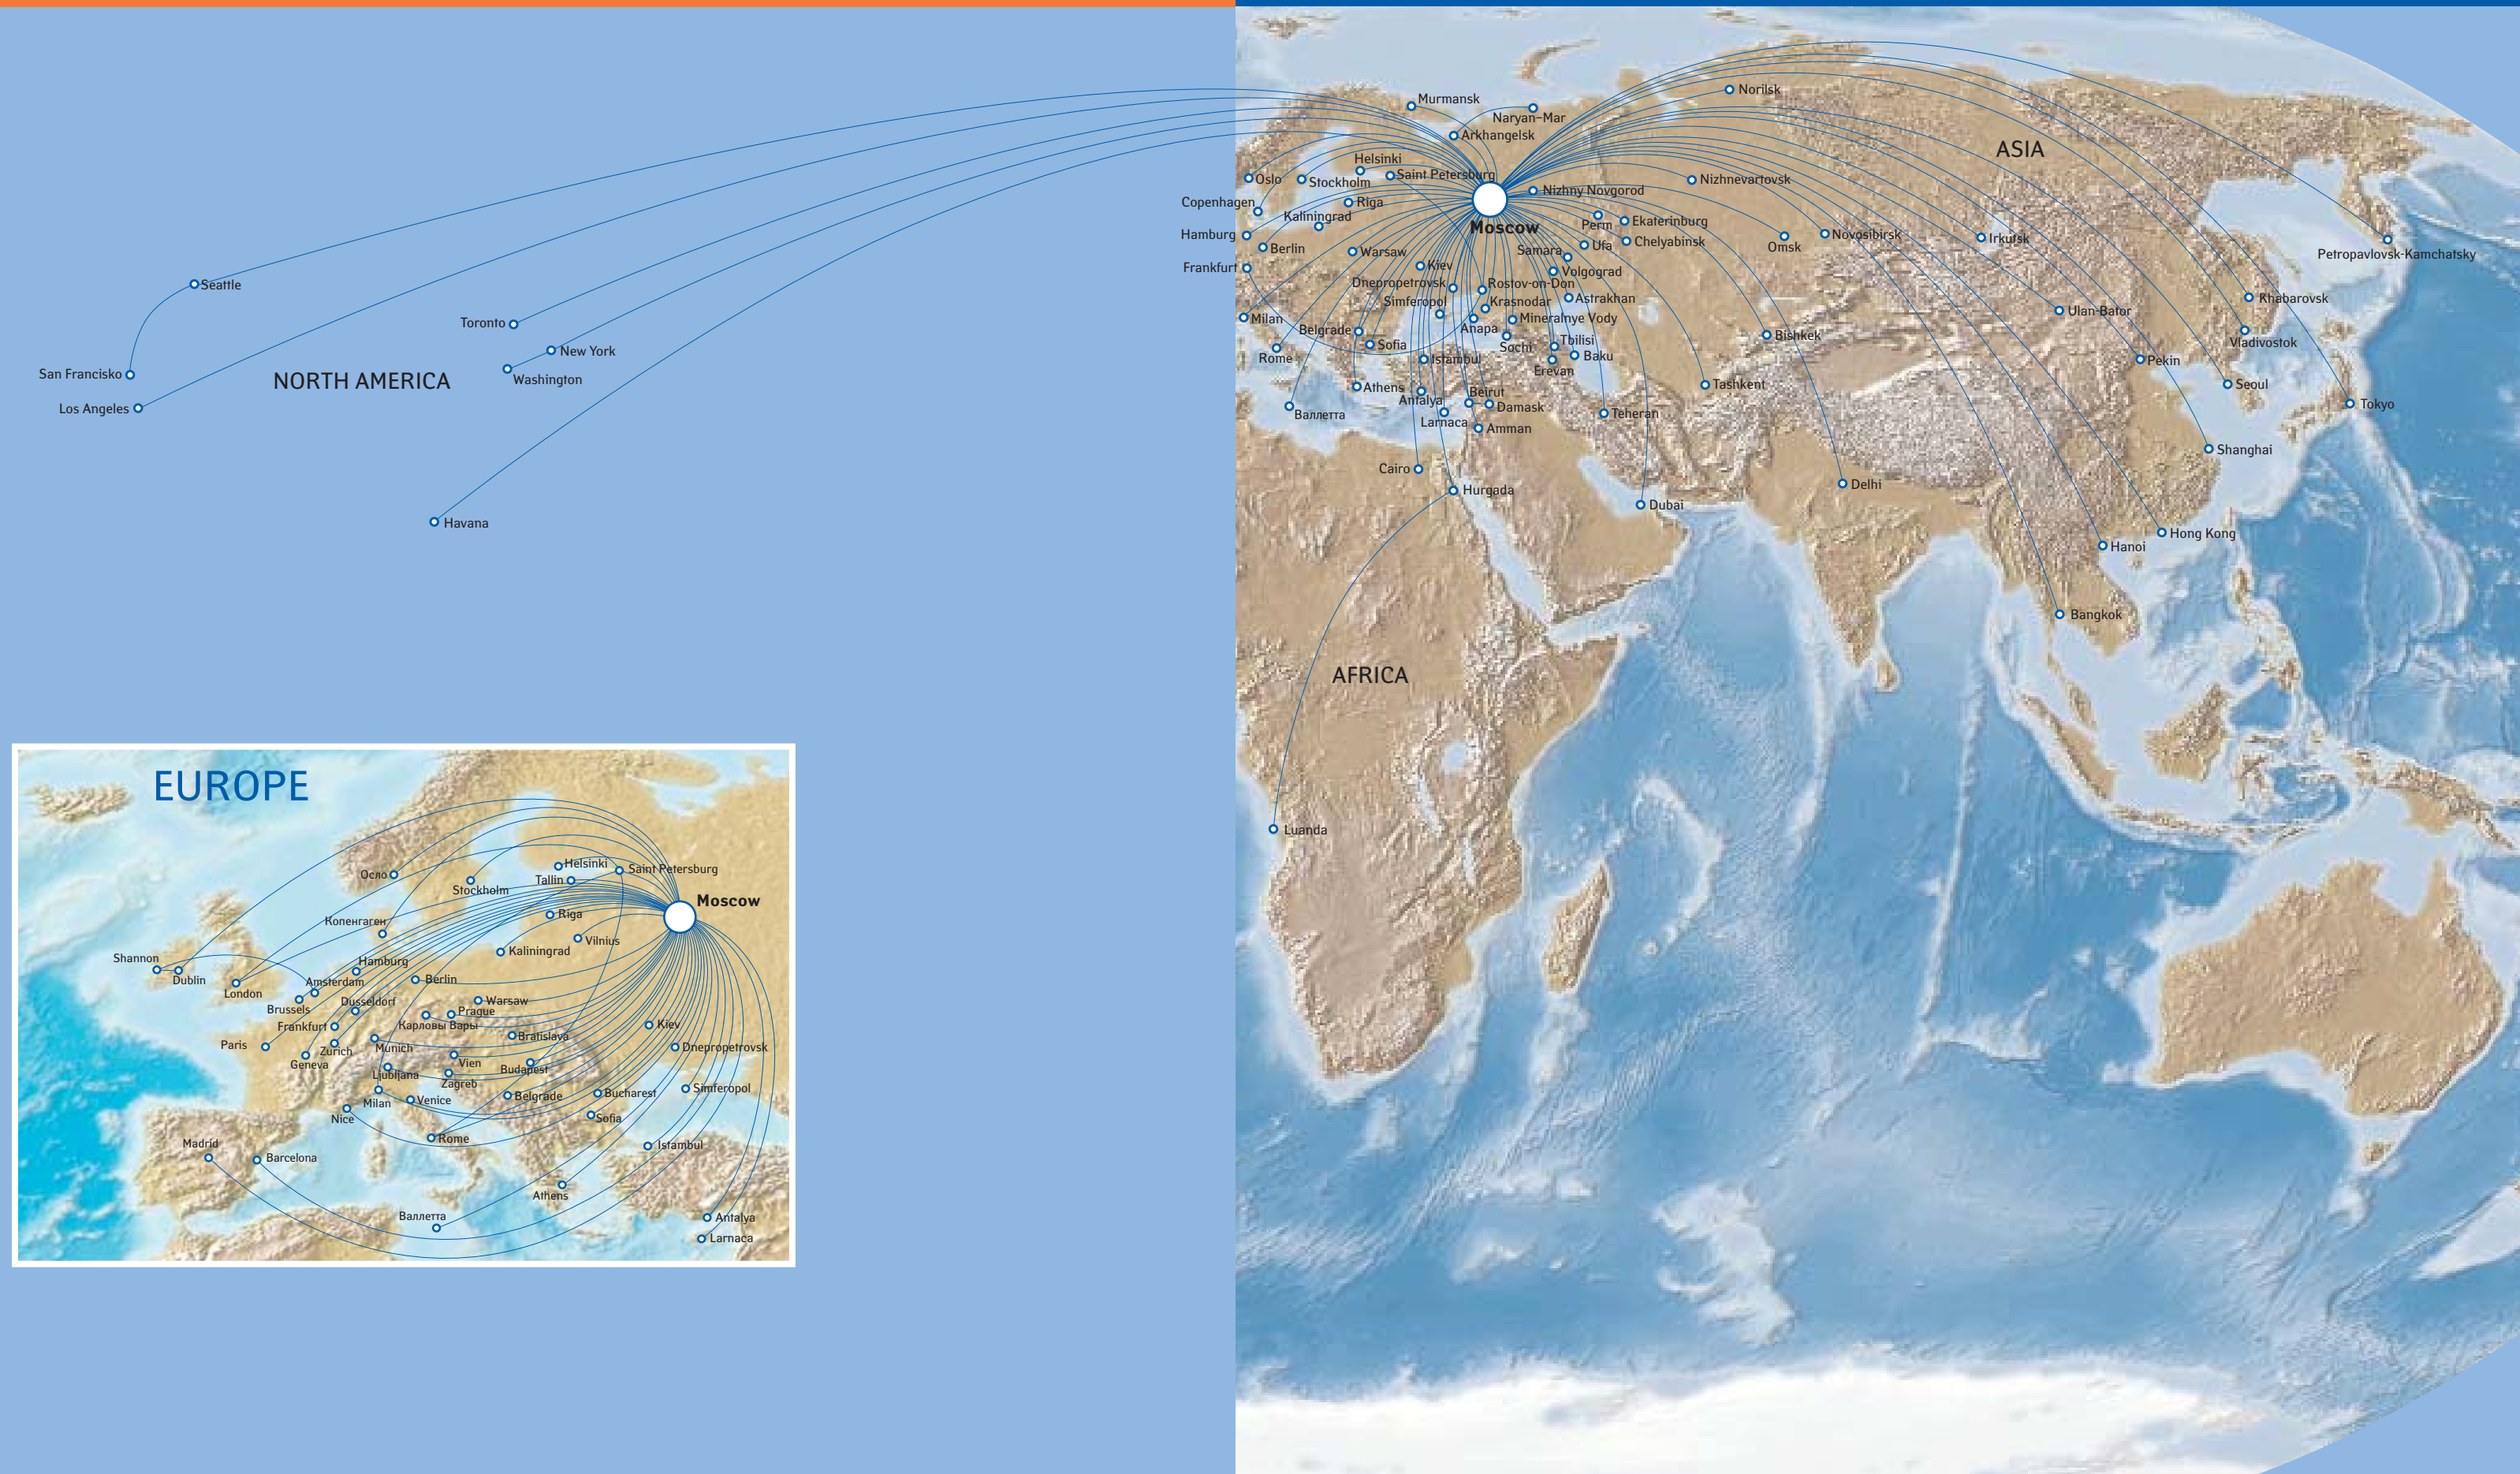 Seattle
San Francisco
Los Angeles
NORTH AMERICA
Toronto
New York
Washington
Havana
Murmansk
Naryan-Mar
Arkhangelsk
Norilsk
ASIA
Helsinki
Oslo
Stockholm
Saint Petersburg
Nizhny Novgorod
Nizhnevartovsk
Copenhagen
Riga
Kaliningrad
Moscow
Perm
Ekaterinburg
Hamburg
Berlin
Warsaw
Samara
Ufa
Chelyabinsk
Omsk
Novosibirsk
Irkutsk
Petropavlovsk-Kamchatsky
Frankfurt
Kiev
Volgograd
Dnepropetrovsk
Rostov-on-Don
Simferopol
Krasnodar
Astrakhan
Khabarovsk
Milan
Belgrade
Anapa
Mineralnye Vody
Ulan-Bator
Sofia
Sochi
Tbilisi
Bishkek
Vladivostok
Rome
Istambul
Baku
Erevan
Pekin
Athens
Antalya
Beirut
Damask
Tashkent
Seoul
Валлетта
Larnaca
Amman
Teheran
Tokyo
Cairo
Shanghai
Hurgada
Dubai
Delhi
Hong Kong
Hanoi
Bangkok
AFRICA
Luanda
EUROPE
Helsinki
Saint Petersburg
Осло
Stockholm
Tallin
Moscow
Копенгаген
Riga
Vilnius
Kaliningrad
Shannon
Dublin
Hamburg
London
Amsterdam
Berlin
Brussels
Dusseldorf
Warsaw
Prague
Frankfurt
Карловы Вары
Kiev
Paris
Zurich
Munich
Bratislava
Dnepropetrovsk
Geneva
Vien
Ljubljana
Budapest
Zagreb
Simferopol
Milan
Venice
Belgrade
Bucharest
Nice
Sofia
Rome
Istambul
Madrid
Barcelona
Athens
Валлетта
Antalya
Larnaca